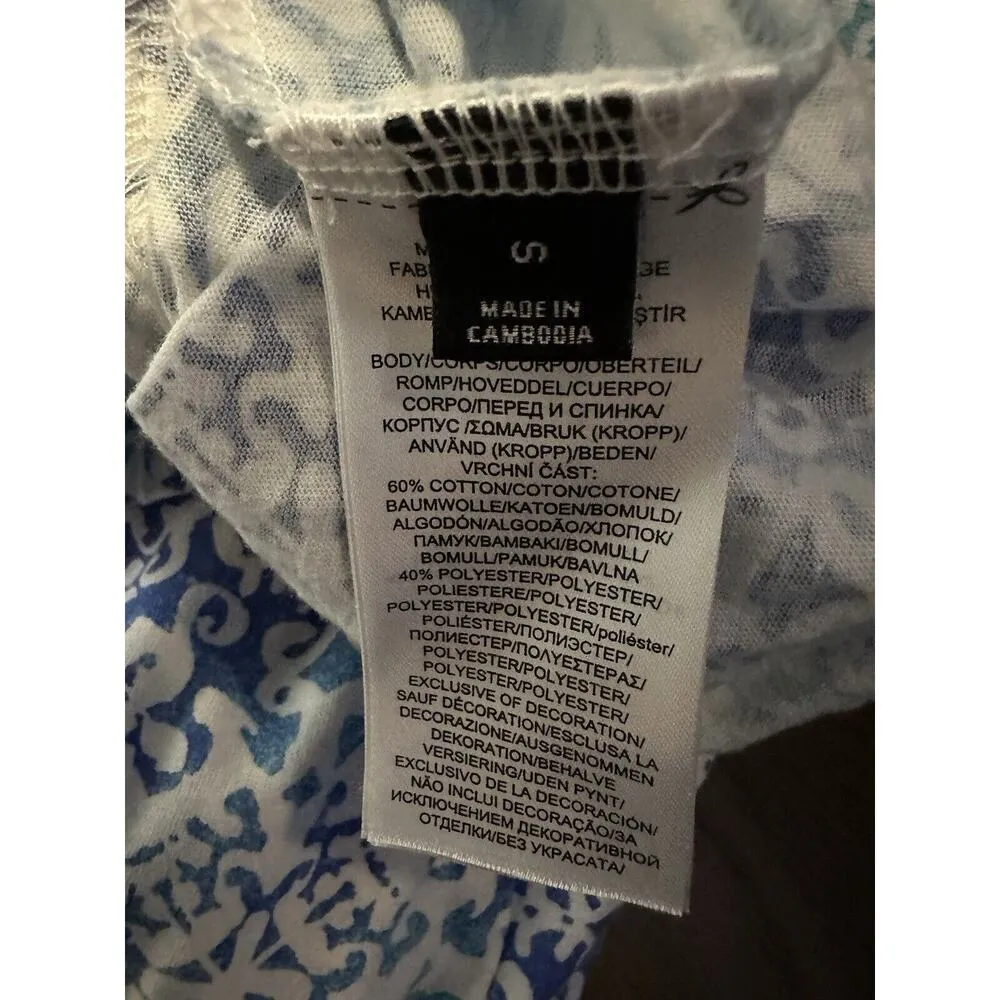 S
MADE IN
CAMBODIA
BODY/CORPS/CORPO/OBERTEIL/
ROMP/HOVEDDEL/CUERPO/
CORPO/ПЕРЕД И СПИНКА/
КОРПУС /ΣΩΜΑ/BRUK (KROPP)/
ANVÄND (KROPP)/BEDEN/
VRCHNÍ ČÁST:
60% COTTON/COTON/COTONE/
BAUMWOLLE/KATOEN/BOMULD/
ALGODÓN/ALGODÃO/ХЛОПОК/
ПАМУК/BAMBAKI/BOMULL/
BOMULL/PAMUK/BAVLNA
40% POLYESTER/POLYESTER/
POLIESTERE/POLYESTER/
POLYESTER/POLYESTER/poliéster/
POLIÉSTER/ПОЛИЭСТЕР/
ПОЛИЕСТЕР/ΠΟΛΥΕΣΤΕΡΑΣ/
POLYESTER/POLYESTER/
POLYESTER/POLYESTER/
EXCLUSIVE OF DECORATION/
SAUF DÉCORATION/ESCLUSA LA
DECORAZIONE/AUSGENOMMEN
DEKORATION/BEHALVE
VERSIERING/UDEN PYNT/
EXCLUSIVO DE LA DECORACIÓN/
NÃO INCLUI DECORAÇÃO/ЗА
ИСКЛЮЧЕНИЕМ ДЕКОРАТИВНОЙ
ОТДЕЛКИ/БЕЗ УКРАСАТА/